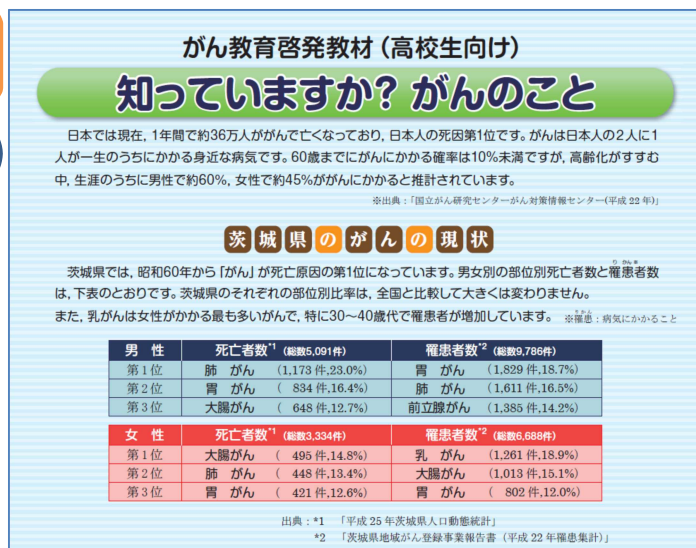 がん教育啓発教材（高校生向け）
知っていますか？ がんのこと
日本では現在，1年間で約36万人ががんで亡くなっており，日本人の死因第1位です。がんは日本人の2人に1
人が一生のうちにかかる身近な病気です。60歳までにがんにかかる確率は10%未満ですが，高齢化がすすむ
中，生涯のうちに男性で約60%，女性で約45%ががんにかかると推計されています。
※出典：「国立がん研究センターがん対策情報センター(平成22年)」
茨城県のがんの現状
茨城県では，昭和60年から「がん」が死亡原因の第1位になっています。男女別の部位別死亡者数と罹患者数
りかん※
は，下表のとおりです。茨城県のそれぞれの部位別比率は，全国と比較して大きくは変わりません。
また，乳がんは女性がかかる最も多いがんで，特に30～40歳代で罹患者が増加しています。 ※罹患：病気にかかること
りかん
男 性 死亡者数*1（総数5,091件） 罹患者数*2（総数9,786件）
第1位 肺 がん （1,173件,23.0%） 胃 がん （1,829件,18.7%）
第2位 胃 がん （ 834件,16.4%） 肺 がん （1,611件,16.5%）
第3位 大腸がん （ 648件,12.7%） 前立腺がん （1,385件,14.2%）
女 性 死亡者数*1（総数3,334件） 罹患者数*2（総数6,688件）
第1位 大腸がん （ 495件,14.8%） 乳 がん （1,261件,18.9%）
第2位 肺 がん （ 448件,13.4%） 大腸がん （1,013件,15.1%）
第3位 胃 がん （ 421件,12.6%） 胃 がん （ 802件,12.0%）
出典：*1 「平成25年茨城県人口動態統計」
*2 「茨城県地域がん登録事業報告書（平成22年罹患集計）」